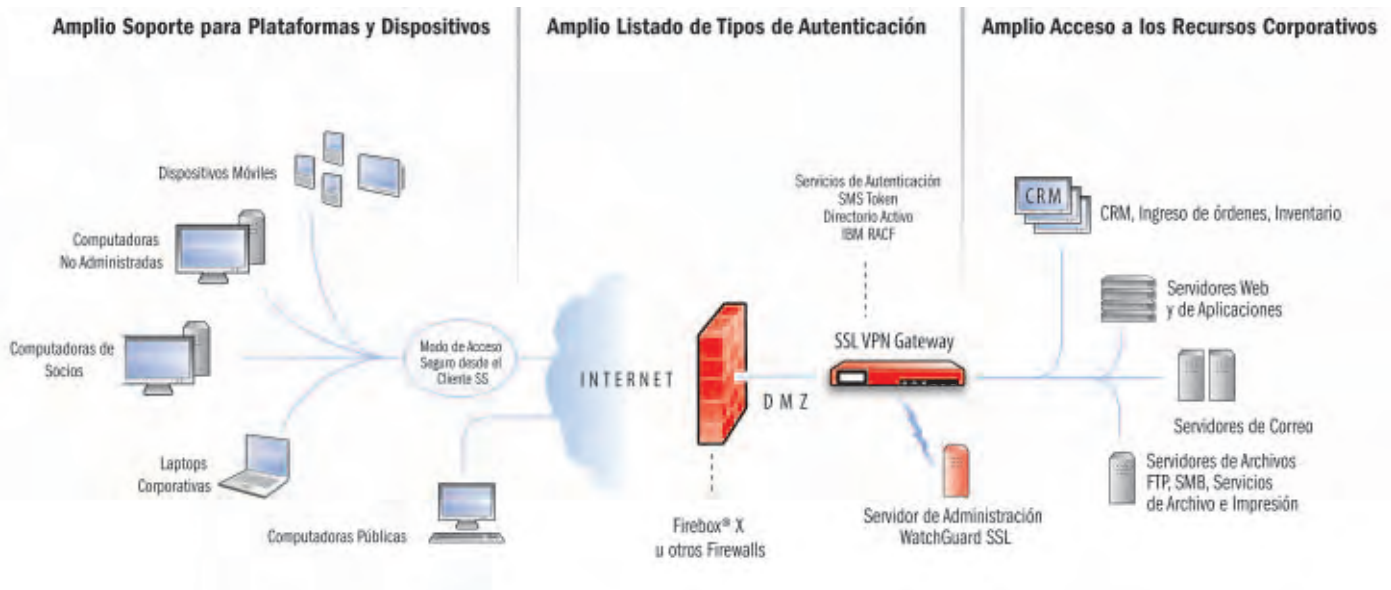 Amplio Soporte para Plataformas y Dispositivos
Amplio Listado de Tipos de Autenticación
Amplio Acceso a los Recursos Corporativos
Dispositivos Móviles
Computadoras
No Administradas
Computadoras de
Socios
Laptops
Corporativas
Computadoras Públicas
Modo de Acceso
Seguro desde el
Cliente SS
INTERNET
Firebox® X
u otros Firewalls
DMZ
Servicios de Autenticación
SMS Token
Directorio Activo
IBM RACF
SSL VPN Gateway
Servidor de Administración
WatchGuard SSL
CRM
CRM, Ingreso de órdenes, Inventario
Servidores Web
y de Aplicaciones
Servidores de Correo
Servidores de Archivos
FTP, SMB, Servicios
de Archivo e Impresión